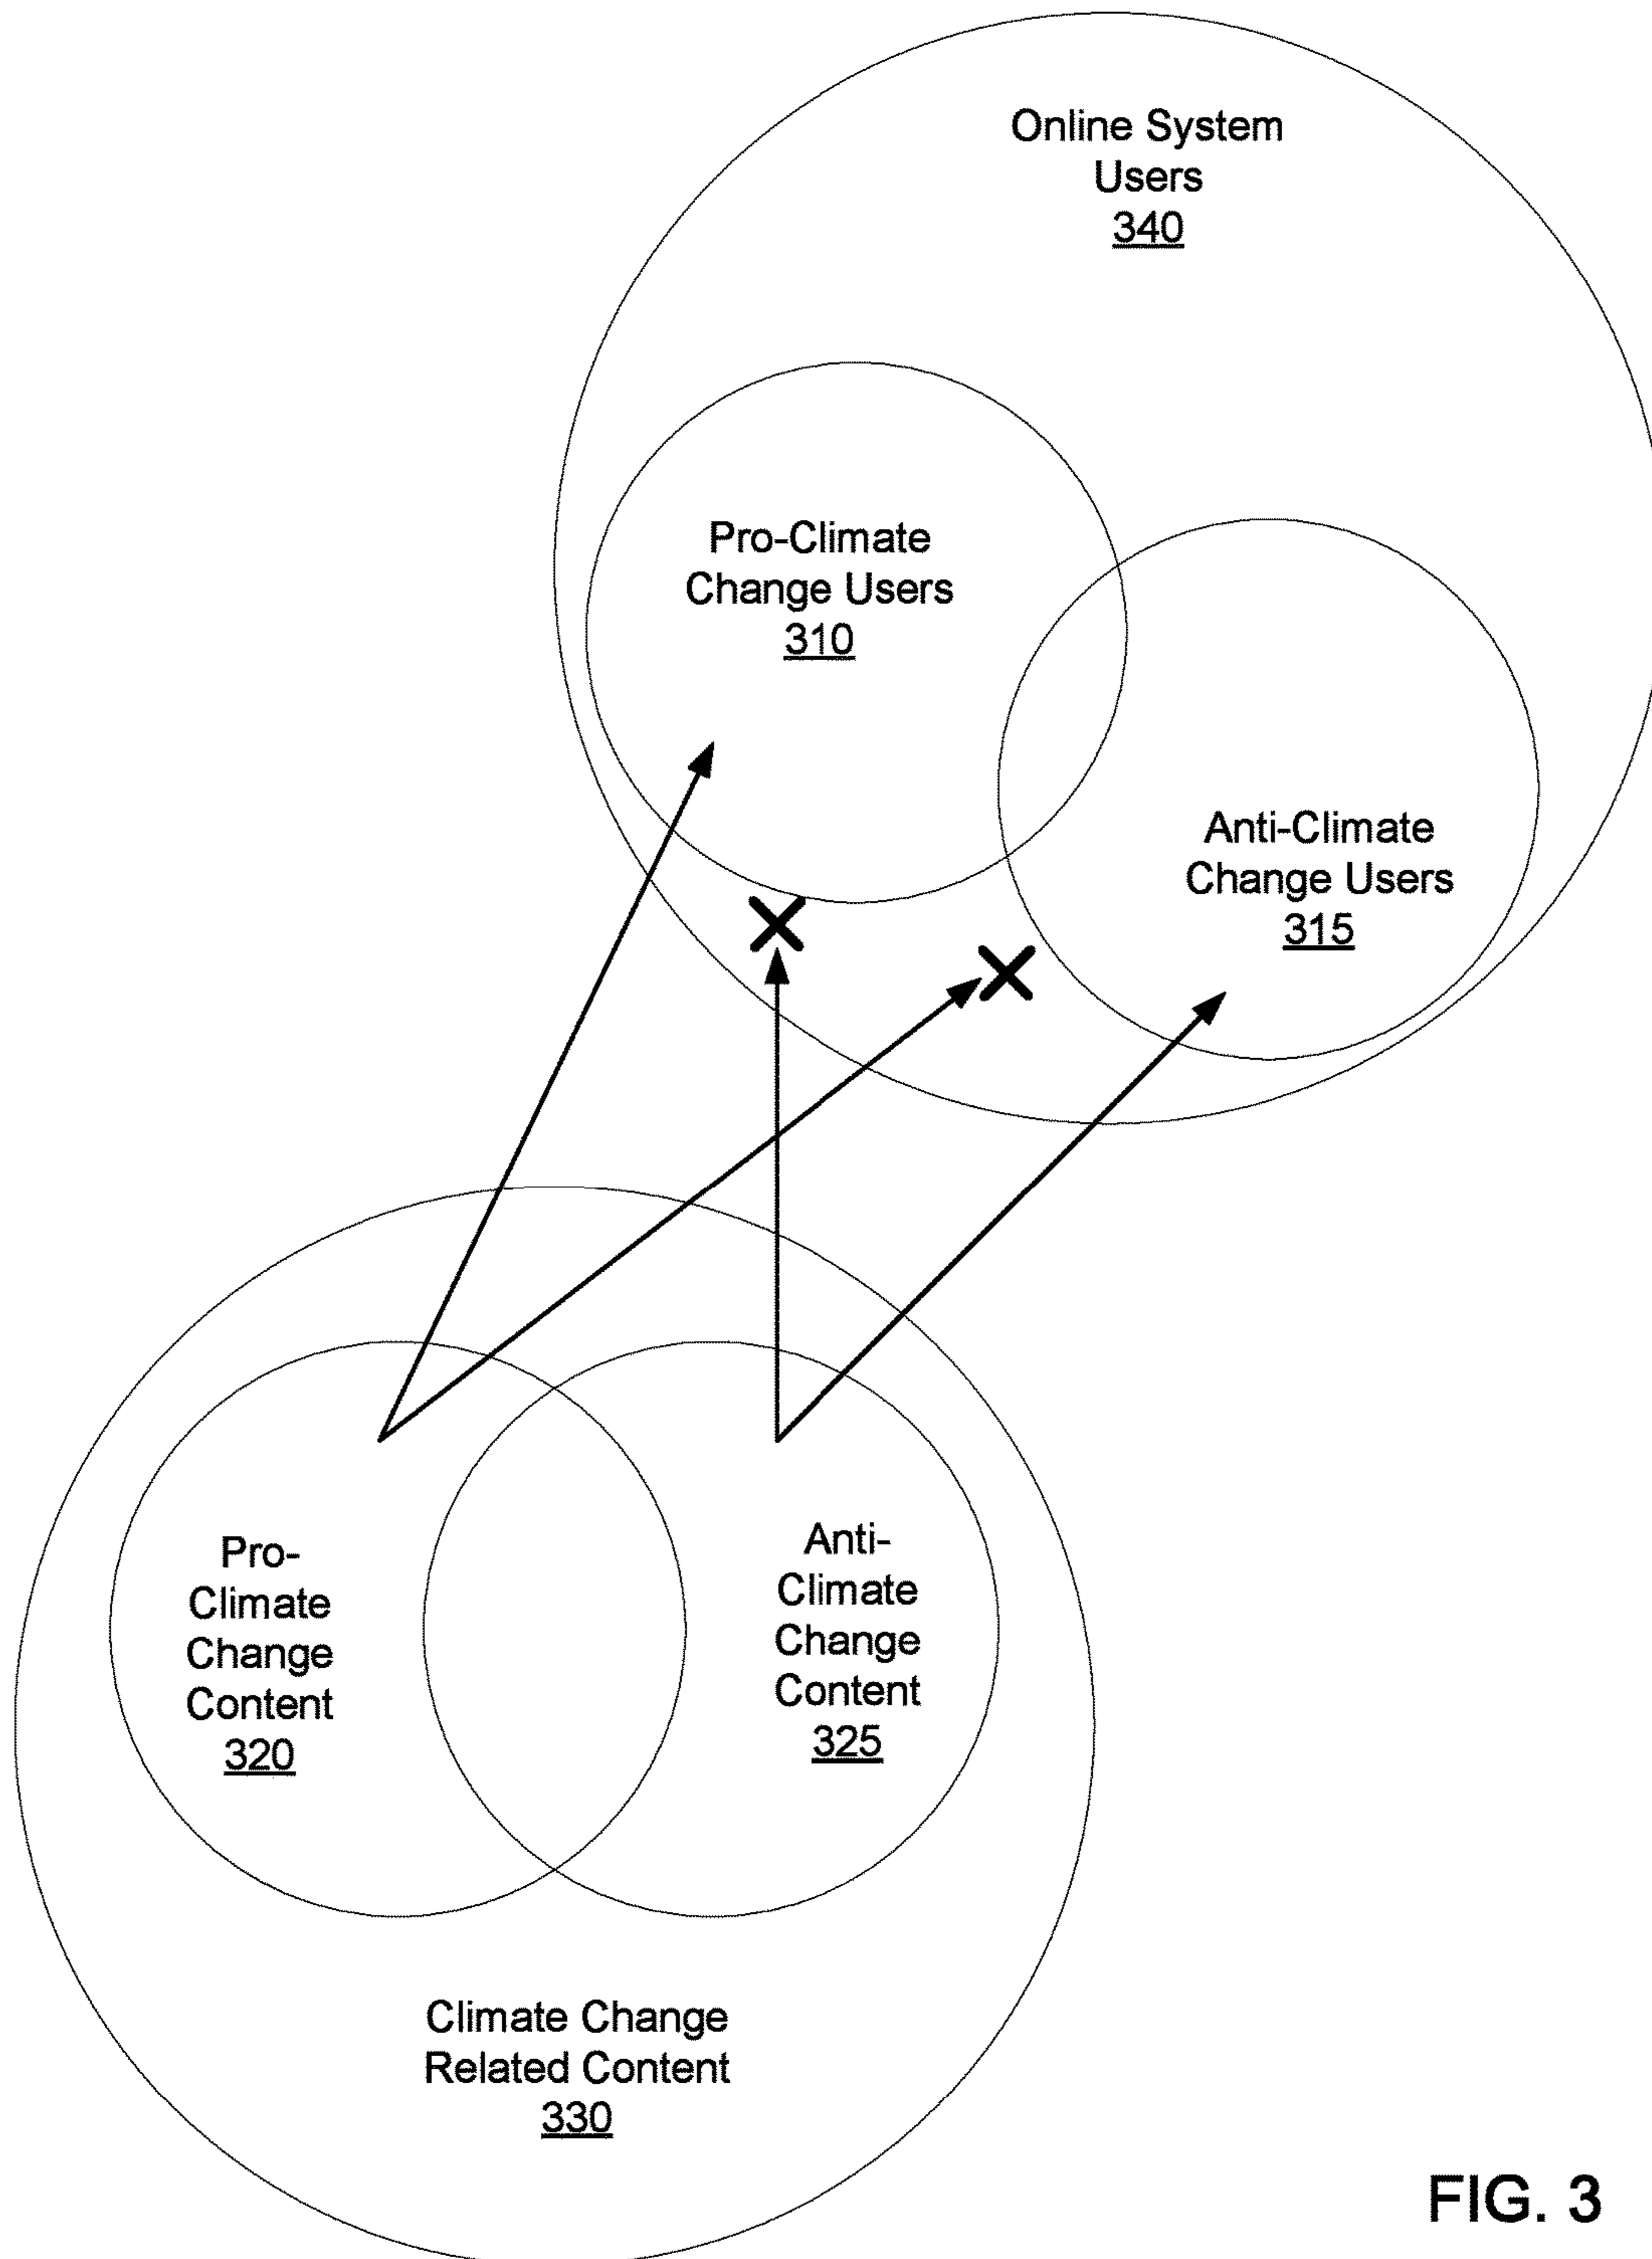 Online System
Users
340
Pro-Climate
Change Users
310
Anti-Climate
Change Users
315
Pro-
Climate
Change
Content
320
Anti-
Climate
Change
Content
325
Climate Change
Related Content
330
FIG. 3